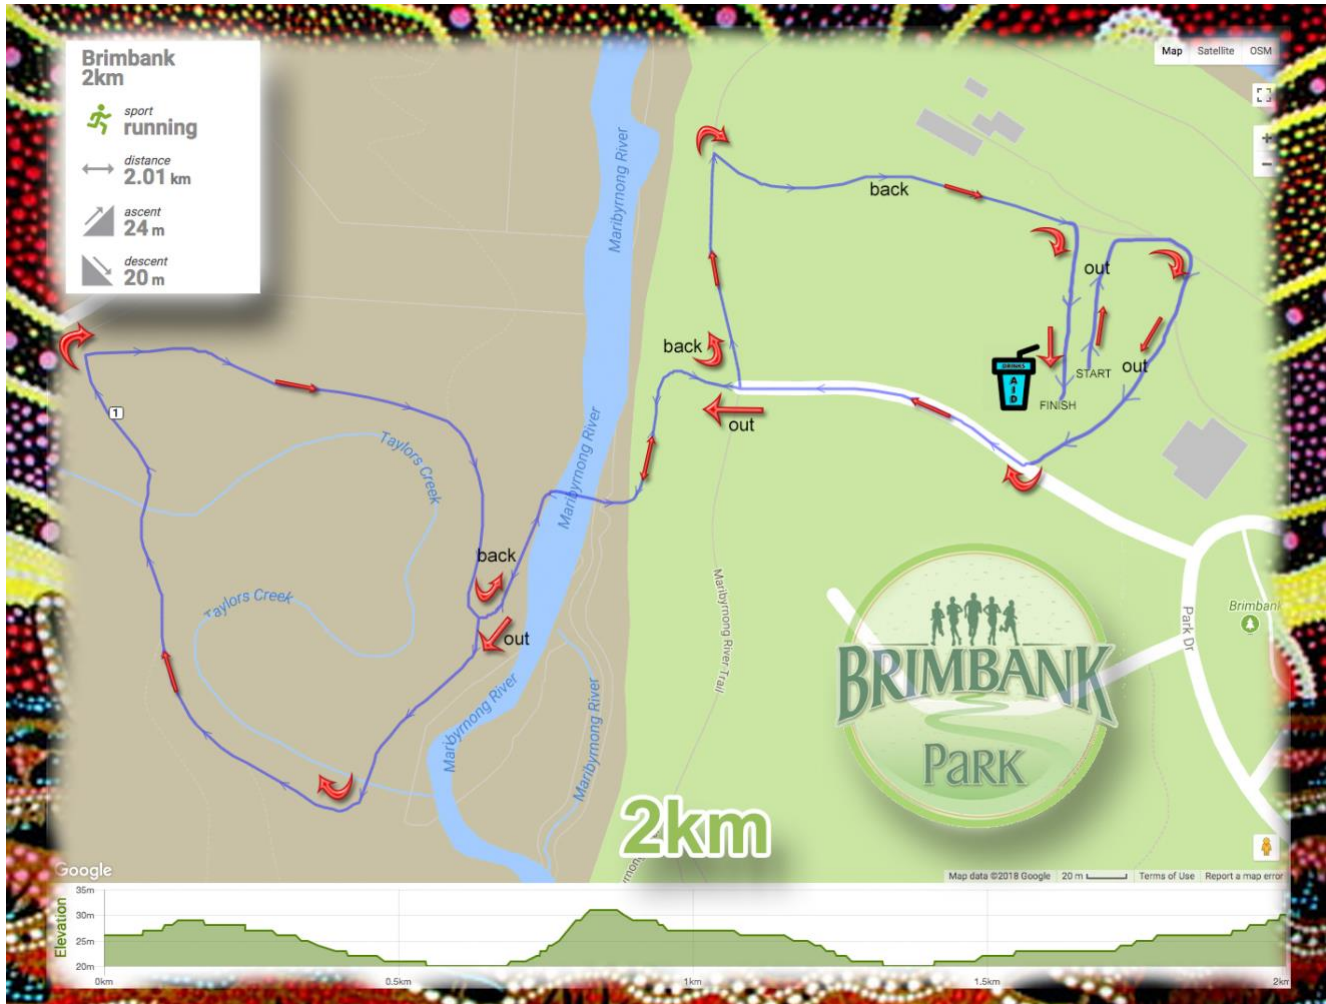 Brimbank
2km
sport
running
distance
2.01 km
ascent
24 m
descent
20 m
Map Satellite OSM
+
−
Maribyrnong River
Maribyrnong River
back
out
START
out
DRINKS
AID
FINISH
back
out
1
Taylors Creek
Maribyrnong River
Taylors Creek
back
out
Maribyrnong River Trail
Park Dr
Brimbank
BRIMBANK
PARK
Maribyrnong River
Maribyrnong River
2km
Google
Map data ©2018 Google 20 m Terms of Use Report a map error
Elevation
35m
30m
25m
20m
0km 0.5km 1km 1.5km 2km